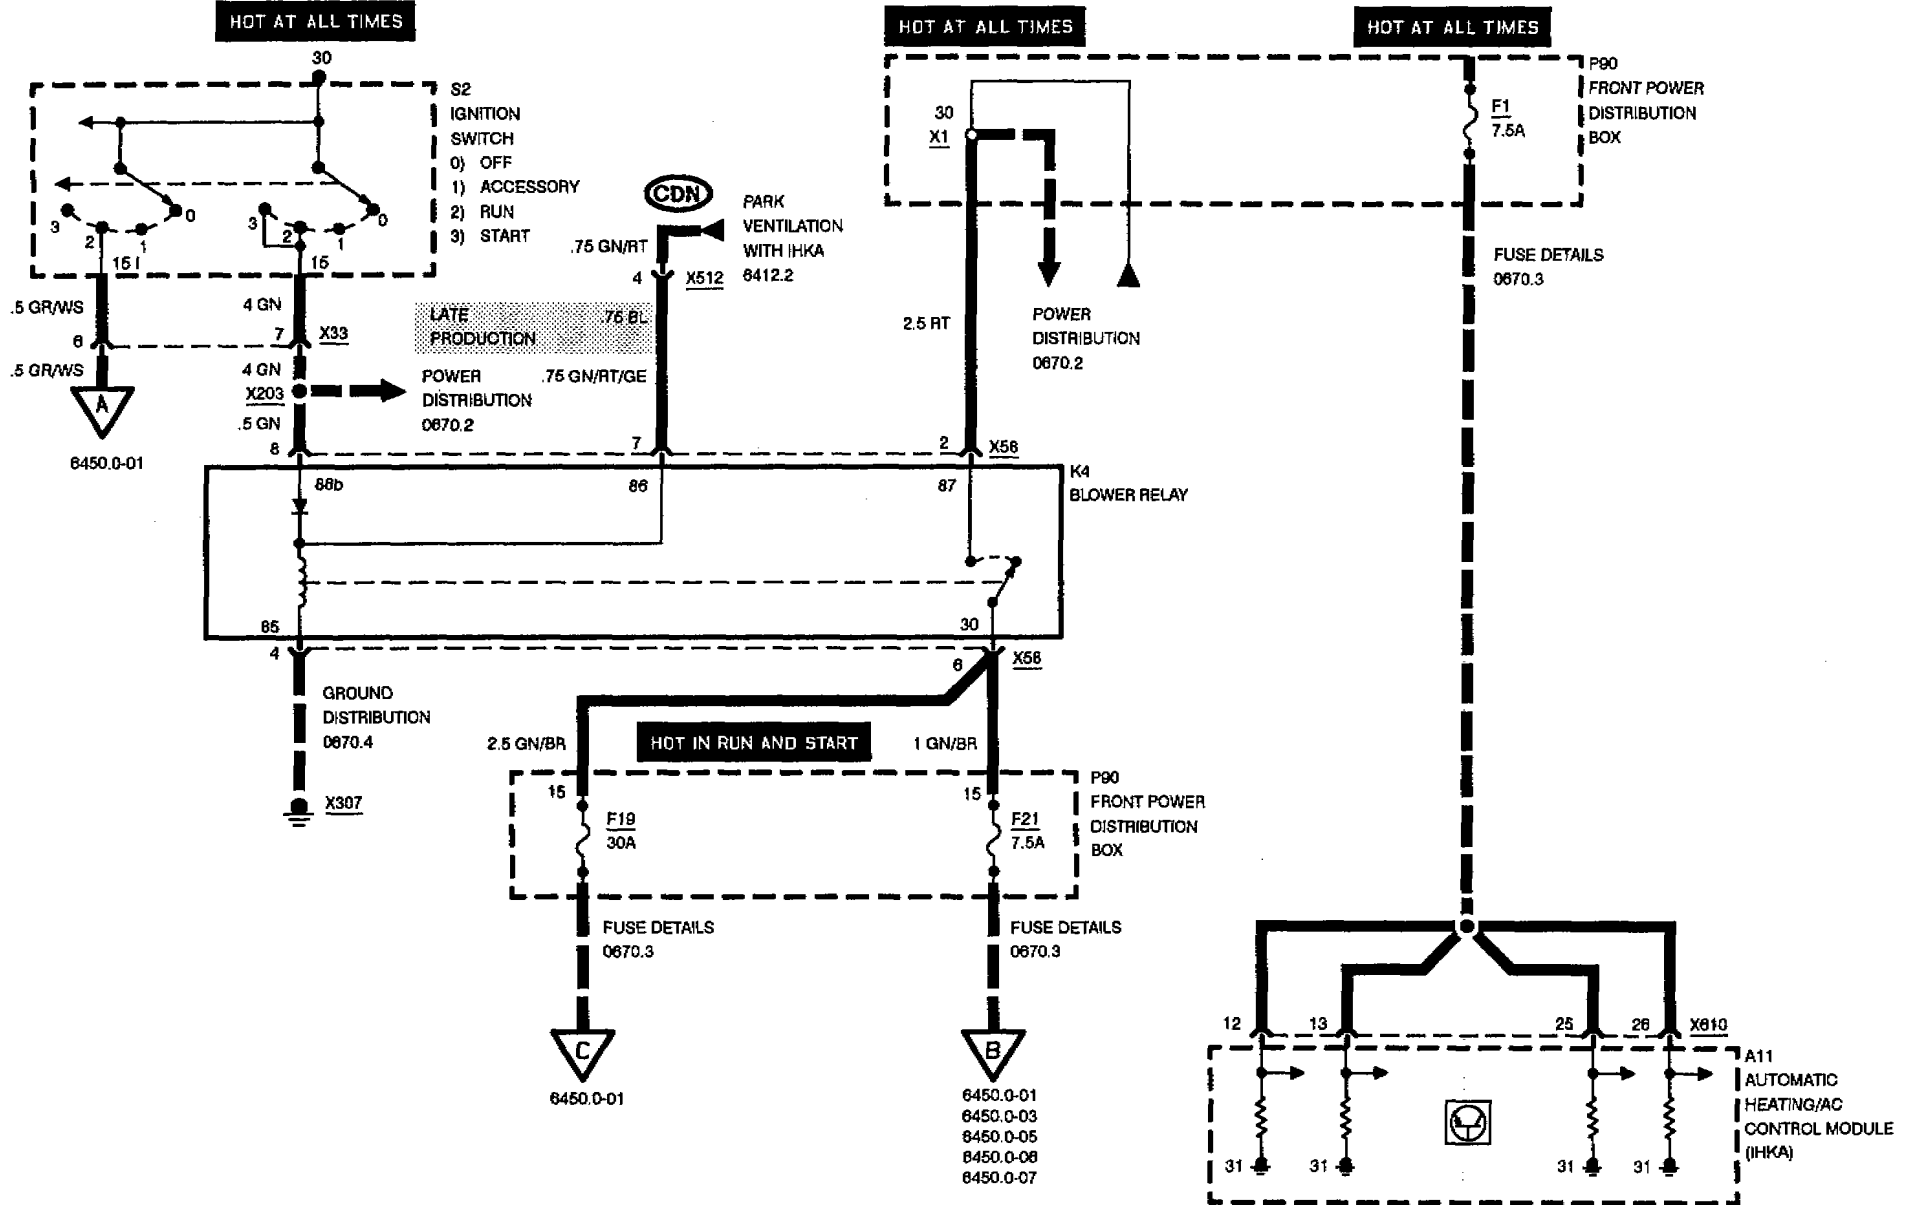 HOT AT ALL TIMES
HOT AT ALL TIMES
HOT AT ALL TIMES
30
S2
IGNITION
SWITCH
0) OFF
1) ACCESSORY
2) RUN
3) START
3
2
1
0
3
2
1
0
15 I
15
.5 GR/WS
4 GN
6
7
X33
.5 GR/WS
4 GN
A
6450.0-01
X203
.5 GN
POWER
DISTRIBUTION
0670.2
CDN
PARK
VENTILATION
WITH IHKA
6412.2
.75 GN/RT
4
X512
LATE
PRODUCTION
.75 BL
.75 GN/RT/GE
30
X1
2.5 RT
POWER
DISTRIBUTION
0670.2
F1
7.5A
P90
FRONT POWER
DISTRIBUTION
BOX
FUSE DETAILS
0670.3
8
7
2
X56
86b
86
87
K4
BLOWER RELAY
85
30
4
6
X56
GROUND
DISTRIBUTION
0670.4
X307
2.5 GN/BR
HOT IN RUN AND START
1 GN/BR
15
15
F19
30A
F21
7.5A
P90
FRONT POWER
DISTRIBUTION
BOX
FUSE DETAILS
0670.3
FUSE DETAILS
0670.3
C
6450.0-01
B
6450.0-01
6450.0-03
6450.0-05
6450.0-06
6450.0-07
12
13
25
26
X610
A11
AUTOMATIC
HEATING/AC
CONTROL MODULE
(IHKA)
31
31
31
31